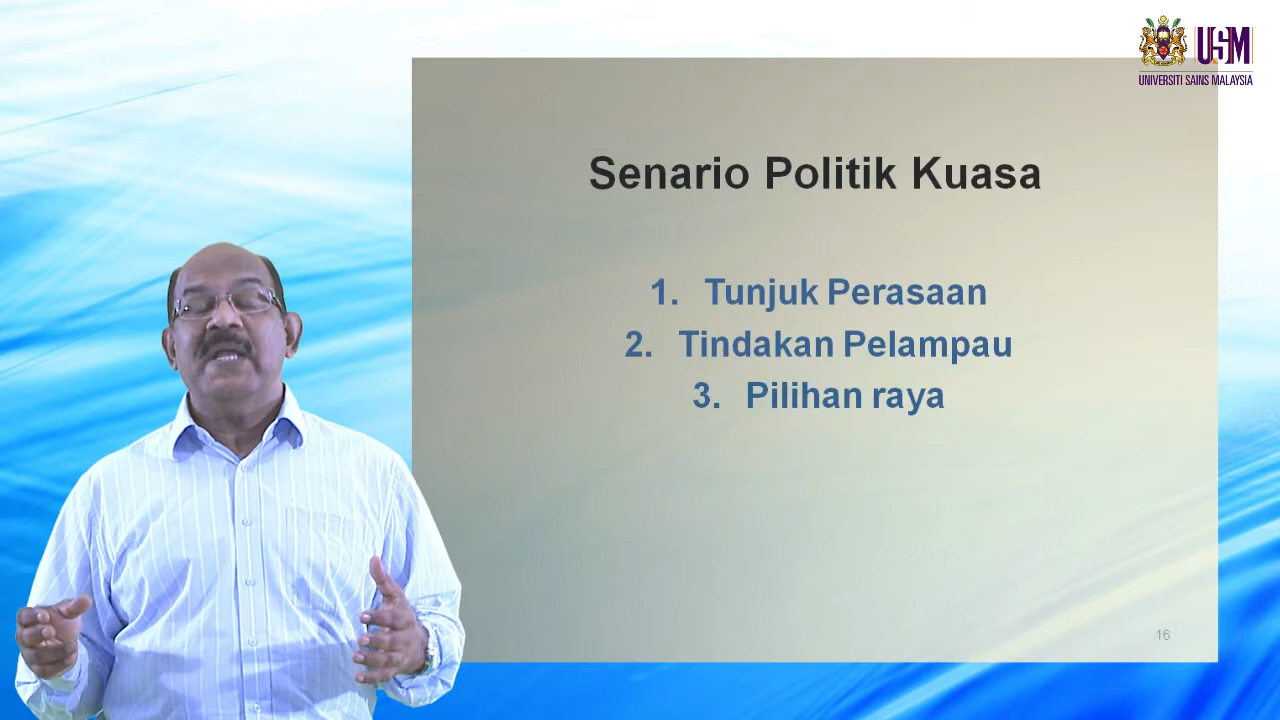 USM
UNIVERSITI SAINS MALAYSIA
Senario Politik Kuasa
1. Tunjuk Perasaan
2. Tindakan Pelampau
3. Pilihan raya
16